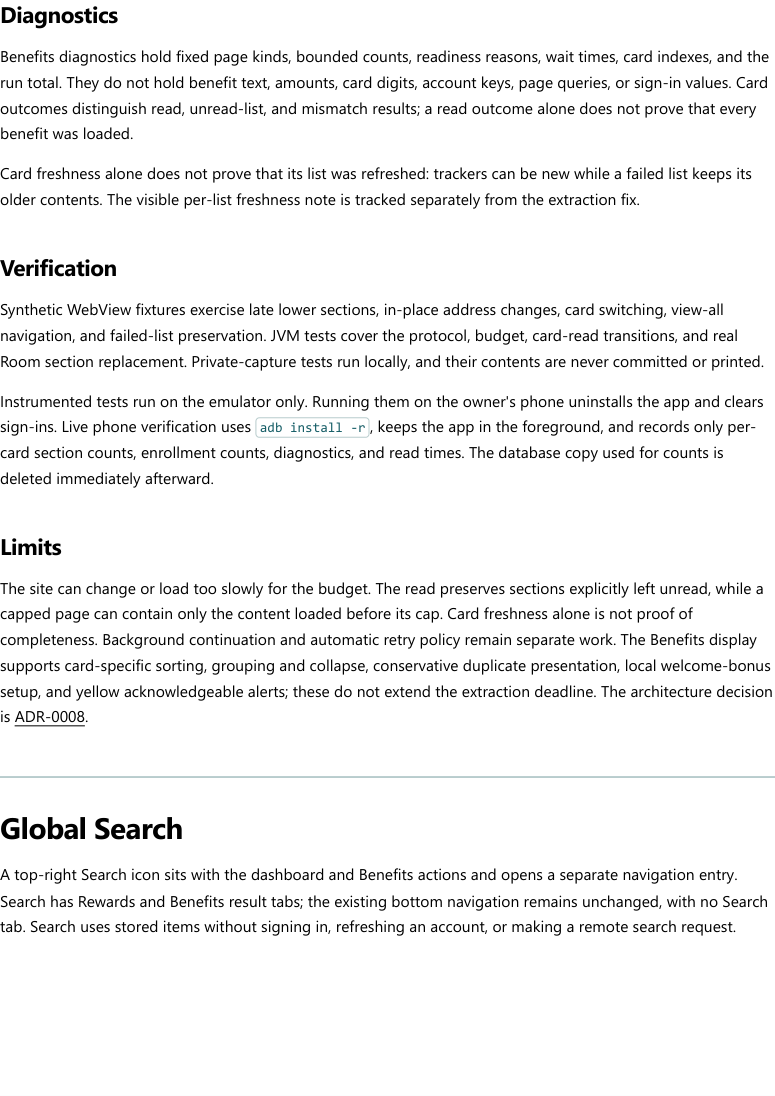 Diagnostics
Benefits diagnostics hold fixed page kinds, bounded counts, readiness reasons, wait times, card indexes, and the
run total. They do not hold benefit text, amounts, card digits, account keys, page queries, or sign-in values. Card
outcomes distinguish read, unread-list, and mismatch results; a read outcome alone does not prove that every
benefit was loaded.
Card freshness alone does not prove that its list was refreshed: trackers can be new while a failed list keeps its
older contents. The visible per-list freshness note is tracked separately from the extraction fix.
Verification
Synthetic WebView fixtures exercise late lower sections, in-place address changes, card switching, view-all
navigation, and failed-list preservation. JVM tests cover the protocol, budget, card-read transitions, and real
Room section replacement. Private-capture tests run locally, and their contents are never committed or printed.
Instrumented tests run on the emulator only. Running them on the owner's phone uninstalls the app and clears
sign-ins. Live phone verification uses adb install -r, keeps the app in the foreground, and records only per-
card section counts, enrollment counts, diagnostics, and read times. The database copy used for counts is
deleted immediately afterward.
Limits
The site can change or load too slowly for the budget. The read preserves sections explicitly left unread, while a
capped page can contain only the content loaded before its cap. Card freshness alone is not proof of
completeness. Background continuation and automatic retry policy remain separate work. The Benefits display
supports card-specific sorting, grouping and collapse, conservative duplicate presentation, local welcome-bonus
setup, and yellow acknowledgeable alerts; these do not extend the extraction deadline. The architecture decision
is ADR-0008.
Global Search
A top-right Search icon sits with the dashboard and Benefits actions and opens a separate navigation entry.
Search has Rewards and Benefits result tabs; the existing bottom navigation remains unchanged, with no Search
tab. Search uses stored items without signing in, refreshing an account, or making a remote search request.